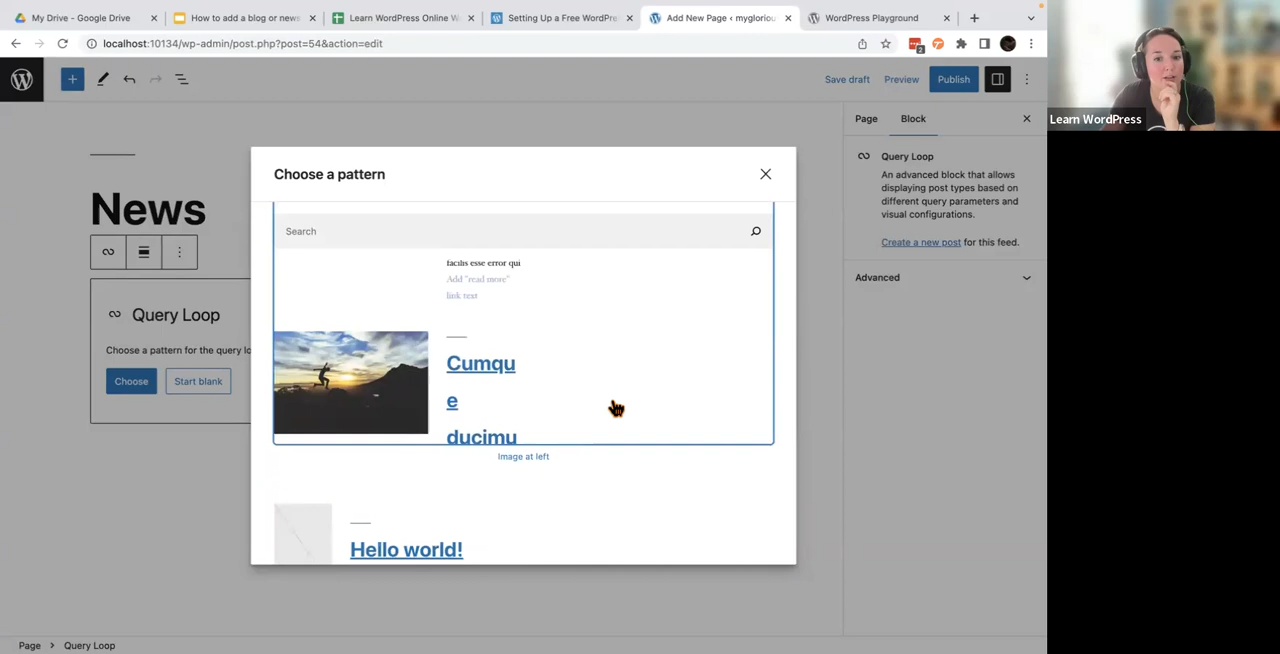 My Drive - Google Drive
How to add a blog or news
Learn WordPress Online W
Setting Up a Free WordPre
Add New Page ‹ mygloriou
WordPress Playground
localhost:10134/wp-admin/post.php?post=54&action=edit
2
Save draft
Preview
Publish
Learn WordPress
Page
Block
Query Loop
An advanced block that allows
displaying post types based on
different query parameters and
visual configurations.
Create a new post for this feed.
Advanced
News
Query Loop
Choose a pattern for the query lo
Choose
Start blank
Choose a pattern
Search
facilis esse error qui
Add "read more"
link text
Cumqu
e
ducimu
Image at left
Hello world!
Page
Query Loop